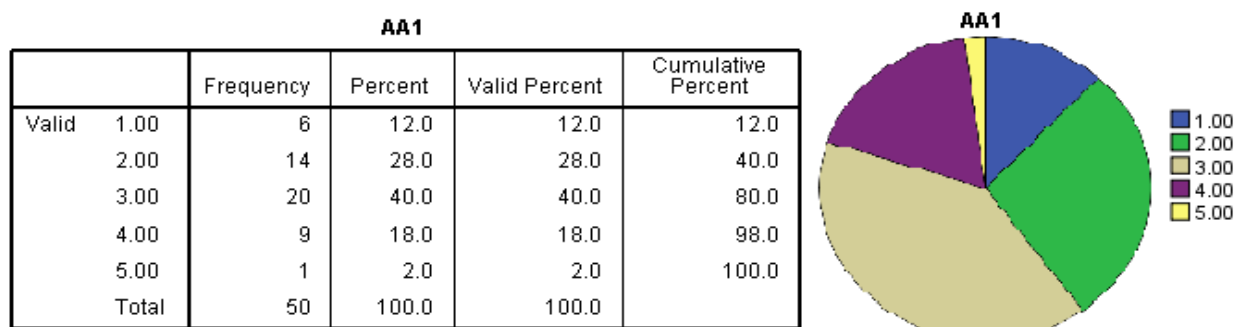 AA1
Frequency Percent Valid Percent Cumulative Percent
Valid 1.00 6 12.0 12.0 12.0
2.00 14 28.0 28.0 40.0
3.00 20 40.0 40.0 80.0
4.00 9 18.0 18.0 98.0
5.00 1 2.0 2.0 100.0
Total 50 100.0 100.0
AA1
1.00
2.00
3.00
4.00
5.00